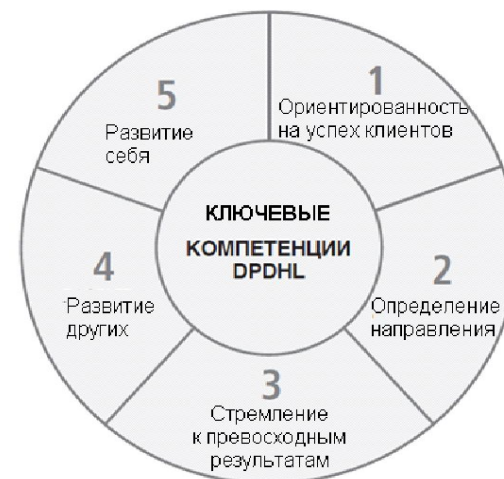 КЛЮЧЕВЫЕ
КОМПЕТЕНЦИИ
DPDHL
1
Ориентированность
на успех клиентов
2
Определение
направления
3
Стремление
к превосходным
результатам
4
Развитие
других
5
Развитие
себя